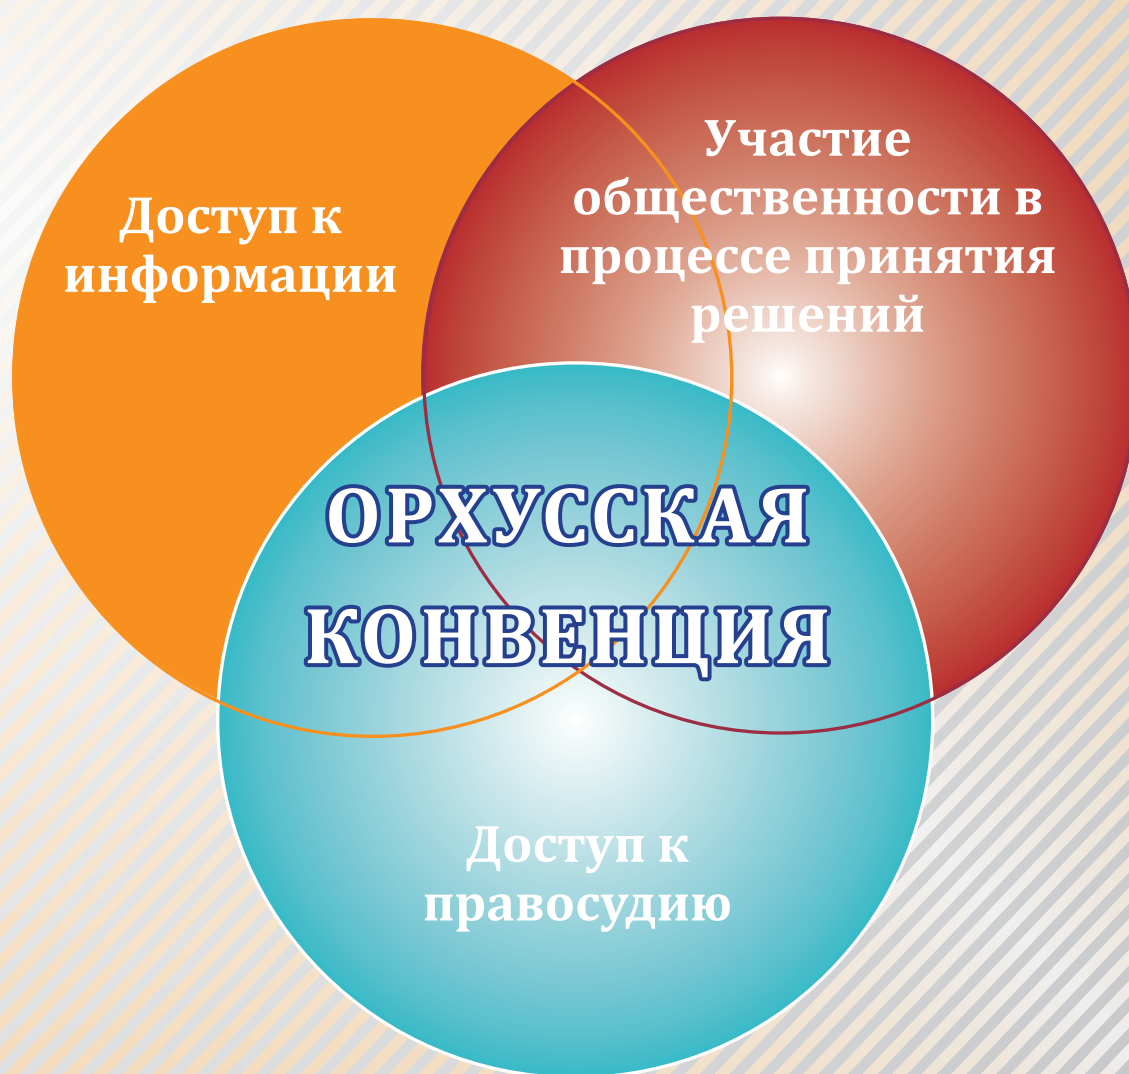 Доступ к
информации
Участие
общественности в
процессе принятия
решений
ОРХУССКАЯ
КОНВЕНЦИЯ
Доступ к
правосудию